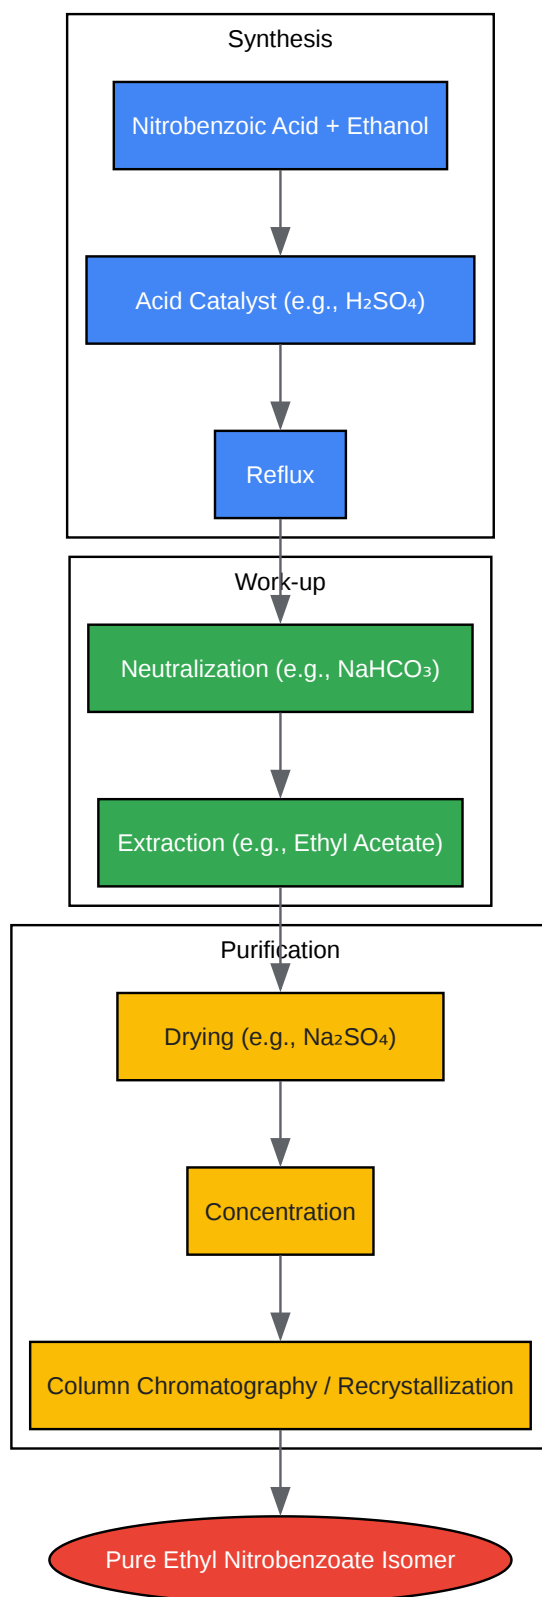 Synthesis
Nitrobenzoic Acid + Ethanol
Acid Catalyst (e.g., H₂SO₄)
Reflux
Work-up
Neutralization (e.g., NaHCO₃)
Extraction (e.g., Ethyl Acetate)
Purification
Drying (e.g., Na₂SO₄)
Concentration
Column Chromatography / Recrystallization
Pure Ethyl Nitrobenzoate Isomer